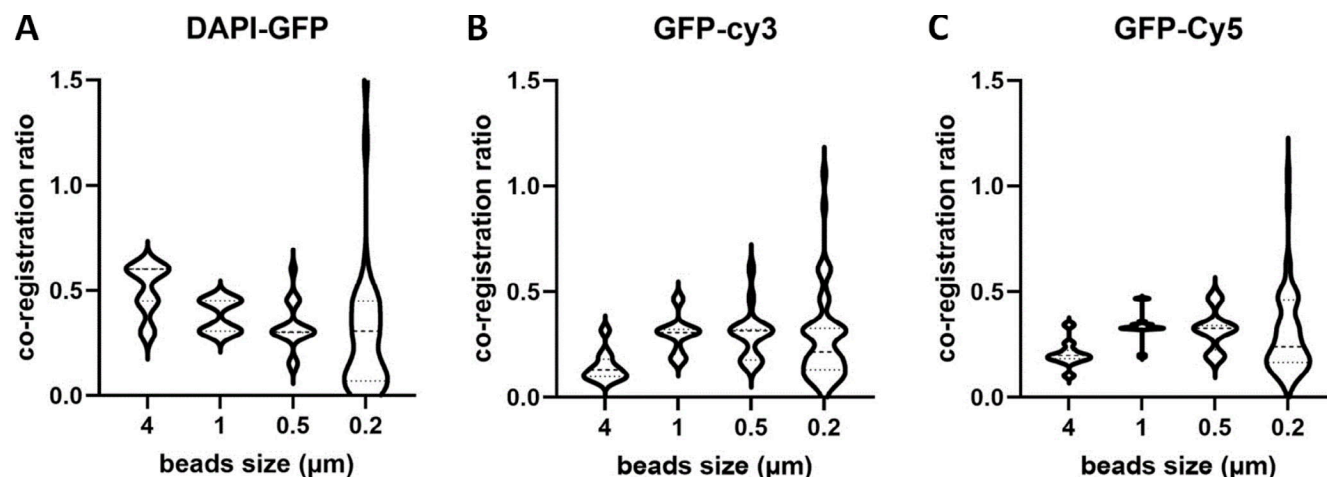 A DAPI-GFP
co-registration ratio
1.5
1.0
0.5
0.0
4 1 0.5 0.2
beads size (µm)
B GFP-cy3
co-registration ratio
1.5
1.0
0.5
0.0
4 1 0.5 0.2
beads size (µm)
C GFP-Cy5
co-registration ratio
1.5
1.0
0.5
0.0
4 1 0.5 0.2
beads size (µm)